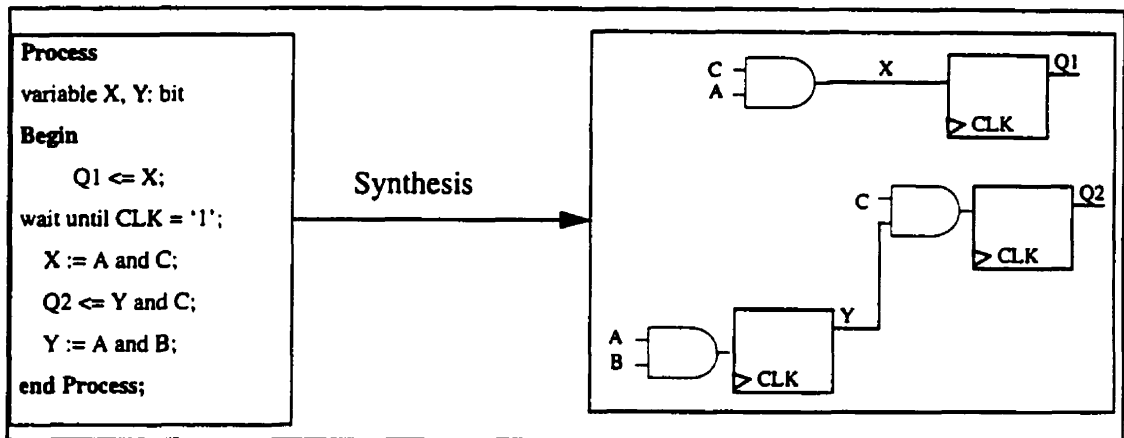 Process
variable X, Y: bit
Begin
Q1 <= X;
wait until CLK = ‘1’;
X := A and C;
Q2 <= Y and C;
Y := A and B;
end Process;
Synthesis
C
A
X
Q1
CLK
C
Q2
CLK
A
B
Y
CLK